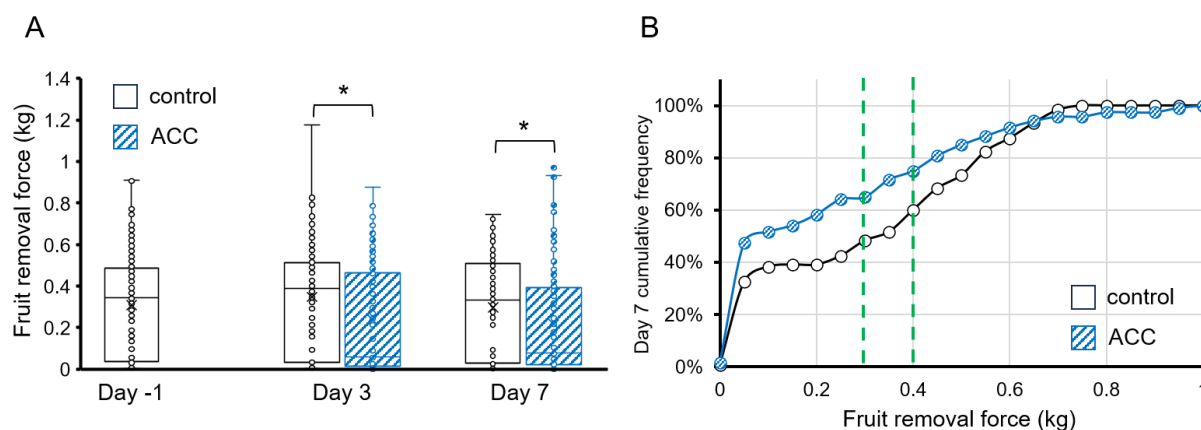 A
Fruit removal force (kg)
1.4
1.2
1
0.8
0.6
0.4
0.2
0
control
ACC
*
*
Day -1
Day 3
Day 7
B
Day 7 cumulative frequency
100%
80%
60%
40%
20%
0%
control
ACC
0
0.2
0.4
0.6
0.8
1
Fruit removal force (kg)